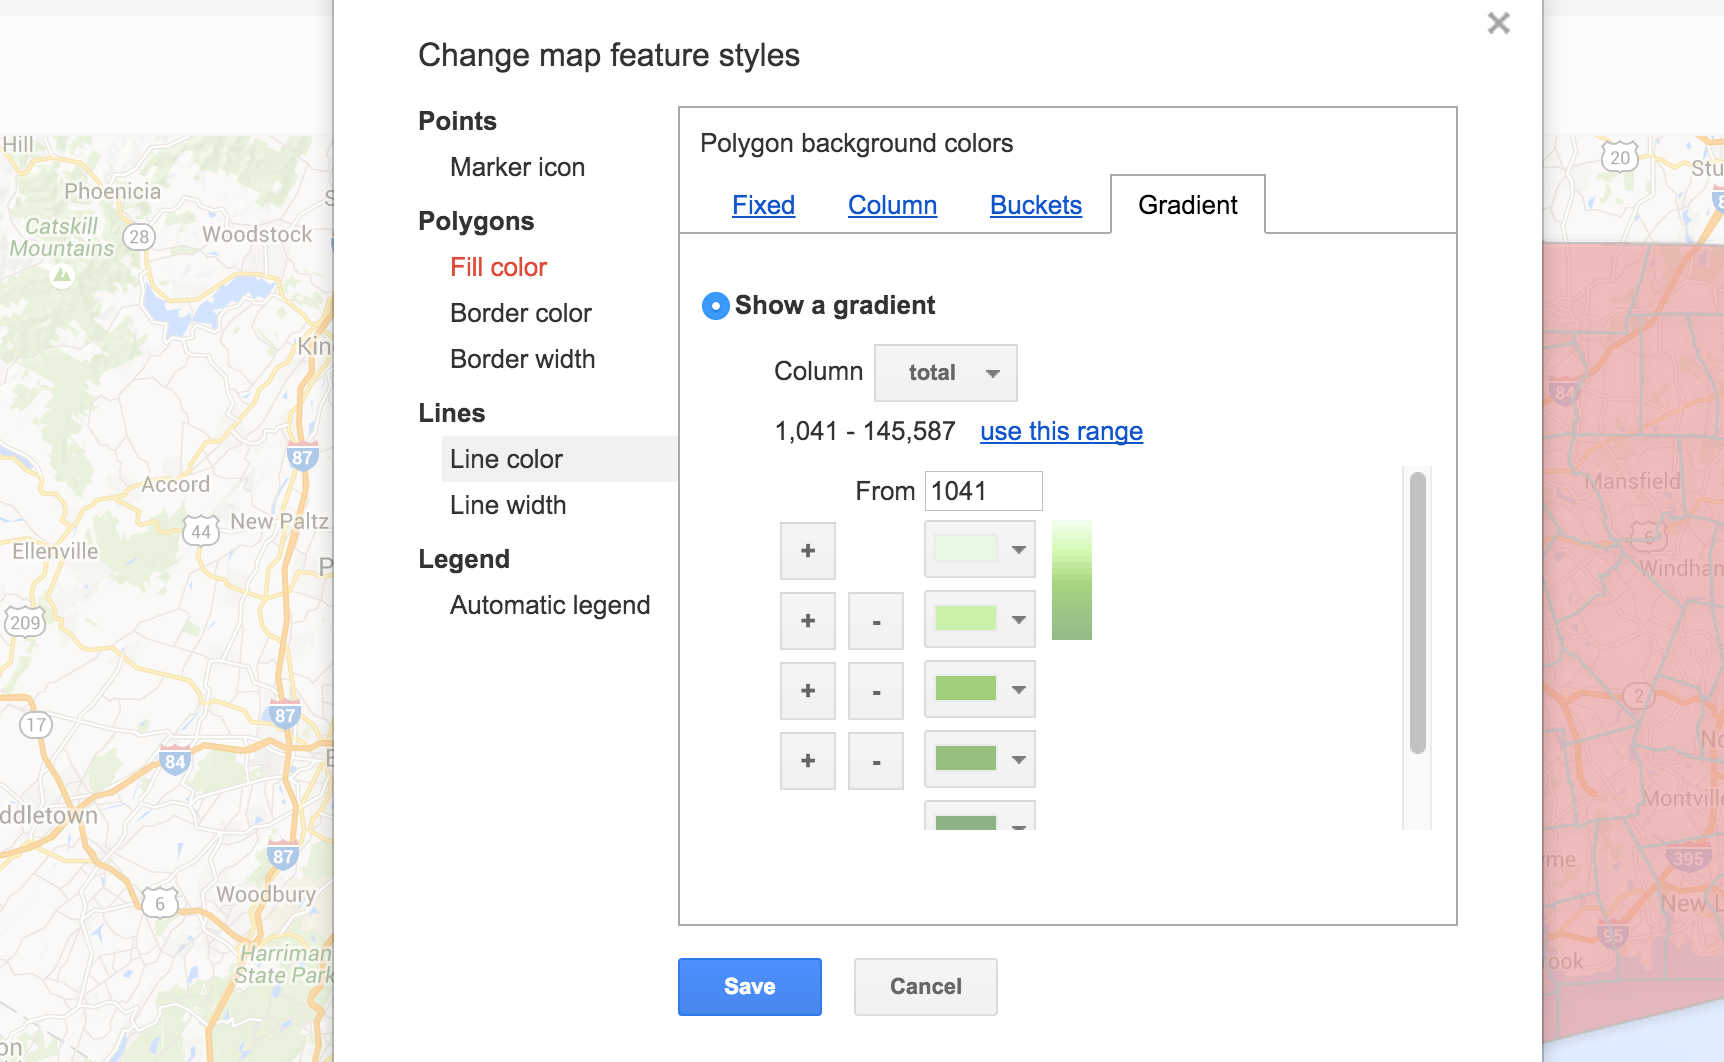 Change map feature styles
Points
Marker icon
Polygons
Fill color
Border color
Border width
Lines
Line color
Line width
Legend
Automatic legend
Polygon background colors
Fixed
Column
Buckets
Gradient
Show a gradient
Column
total
1,041 - 145,587
use this range
From
1041
+
+
-
+
-
+
-
Save
Cancel
Hill
Phoenicia
Catskill
Mountains
28
Woodstock
Kin
87
Accord
44
New Paltz
Ellenville
P
209
17
87
84
ddletown
87
Woodbury
6
Harriman
State Park
on
20
Stu
84
Mansfield
6
Windhan
2
No
Montville
me
395
New L
95
ook